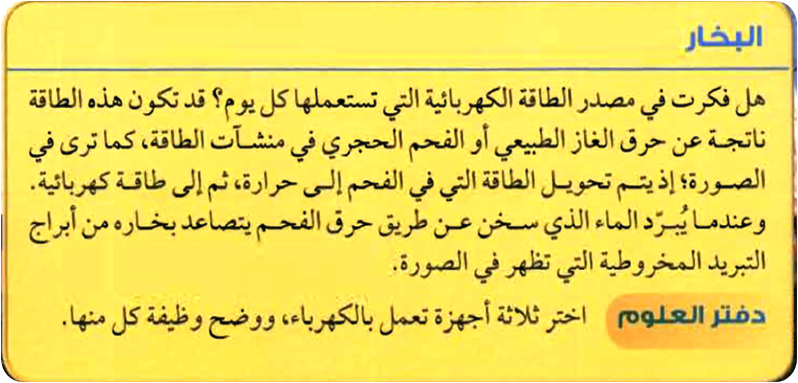 البخار
هل فكرت في مصدر الطاقة الكهربائية التي تستعملها كل يوم؟ قد تكون هذه الطاقة
ناتجة عن حرق الغاز الطبيعي أو الفحم الحجري في منشآت الطاقة، كما ترى في
الصورة؛ إذ يتم تحويل الطاقة التي في الفحم إلى حرارة، ثم إلى طاقة كهربائية.
وعندما يُبرّد الماء الذي سخن عن طريق حرق الفحم يتصاعد بخاره من أبراج
التبريد المخروطية التي تظهر في الصورة.
دفتر العلوم اختر ثلاثة أجهزة تعمل بالكهرباء، ووضح وظيفة كل منها.